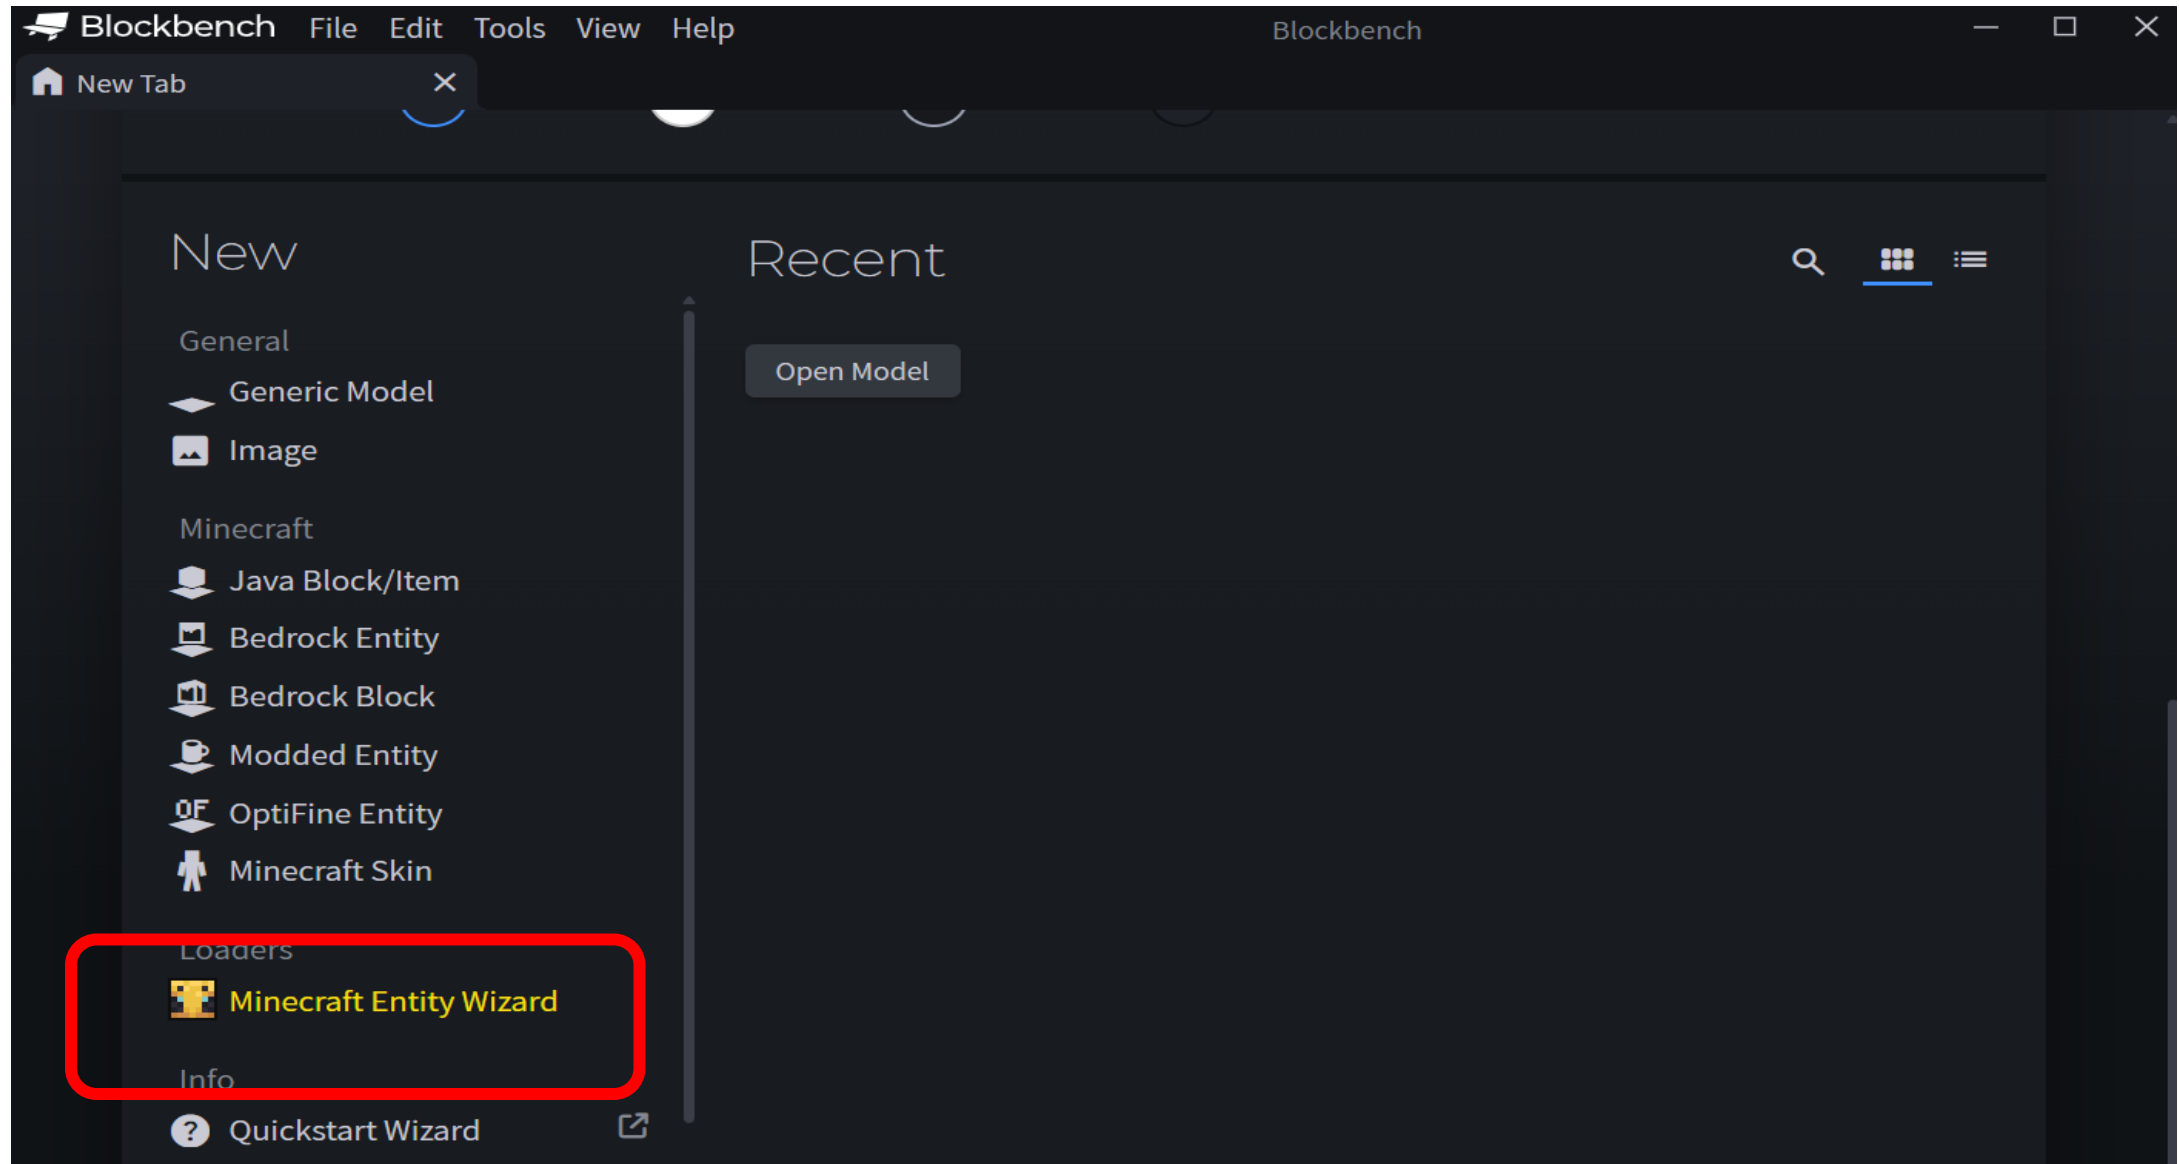 Blockbench File Edit Tools View Help Blockbench
New Tab
New
Recent
General
Generic Model
Open Model
Image
Minecraft
Java Block/Item
Bedrock Entity
Bedrock Block
Modded Entity
OF OptiFine Entity
Minecraft Skin
Loaders
Minecraft Entity Wizard
Info
? Quickstart Wizard